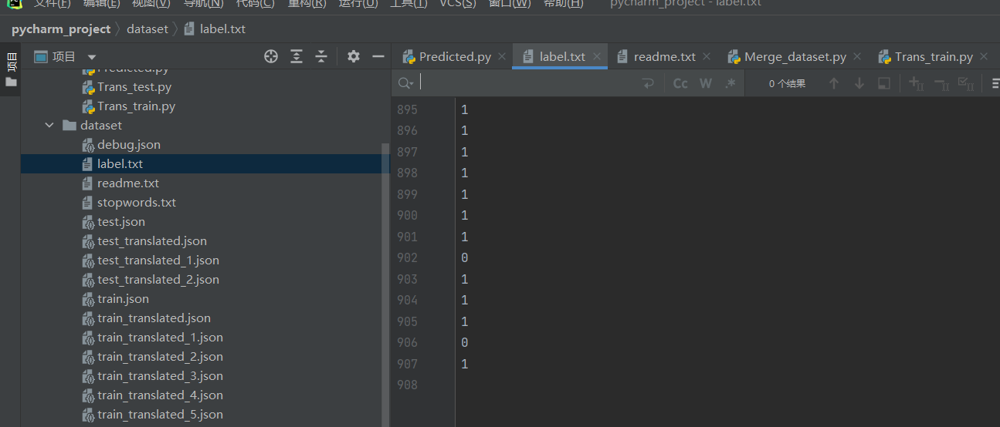 文件(F) 编辑(E) 视图(V) 导航(N) 代码(C) 重构(R) 运行(U) 工具(T) VCS(S) 窗口(W) 帮助(H) pycharm_project - label.txt
pycharm_project dataset label.txt
项目
项目
Predicted.py label.txt readme.txt Merge_dataset.py Trans_train.py
Cc W .* 0 个结果
Predicted.py
Trans_test.py
Trans_train.py
dataset
debug.json
label.txt
readme.txt
stopwords.txt
test.json
test_translated.json
test_translated_1.json
test_translated_2.json
train.json
train_translated.json
train_translated_1.json
train_translated_2.json
train_translated_3.json
train_translated_4.json
train_translated_5.json
895 1
896 1
897 1
898 1
899 1
900 1
901 1
902 0
903 1
904 1
905 1
906 0
907 1
908